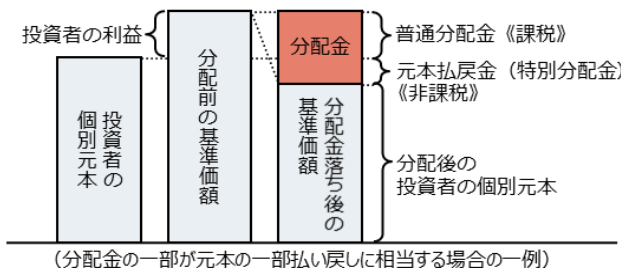 投資者の利益
投資者の
個別元本
分配前の基準価額
分配金
分配金落ち後の
基準価額
普通分配金《課税》
元本払戻金（特別分配金）
《非課税》
分配後の
投資者の個別元本
（分配金の一部が元本の一部払い戻しに相当する場合の一例）